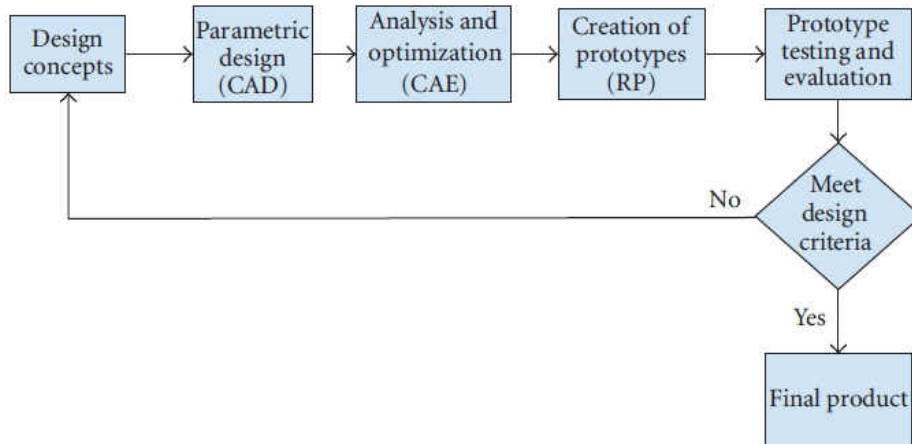 Design
concepts
Parametric
design
(CAD)
Analysis and
optimization
(CAE)
Creation of
prototypes
(RP)
Prototype
testing and
evaluation
Meet
design
criteria
No
Yes
Final product